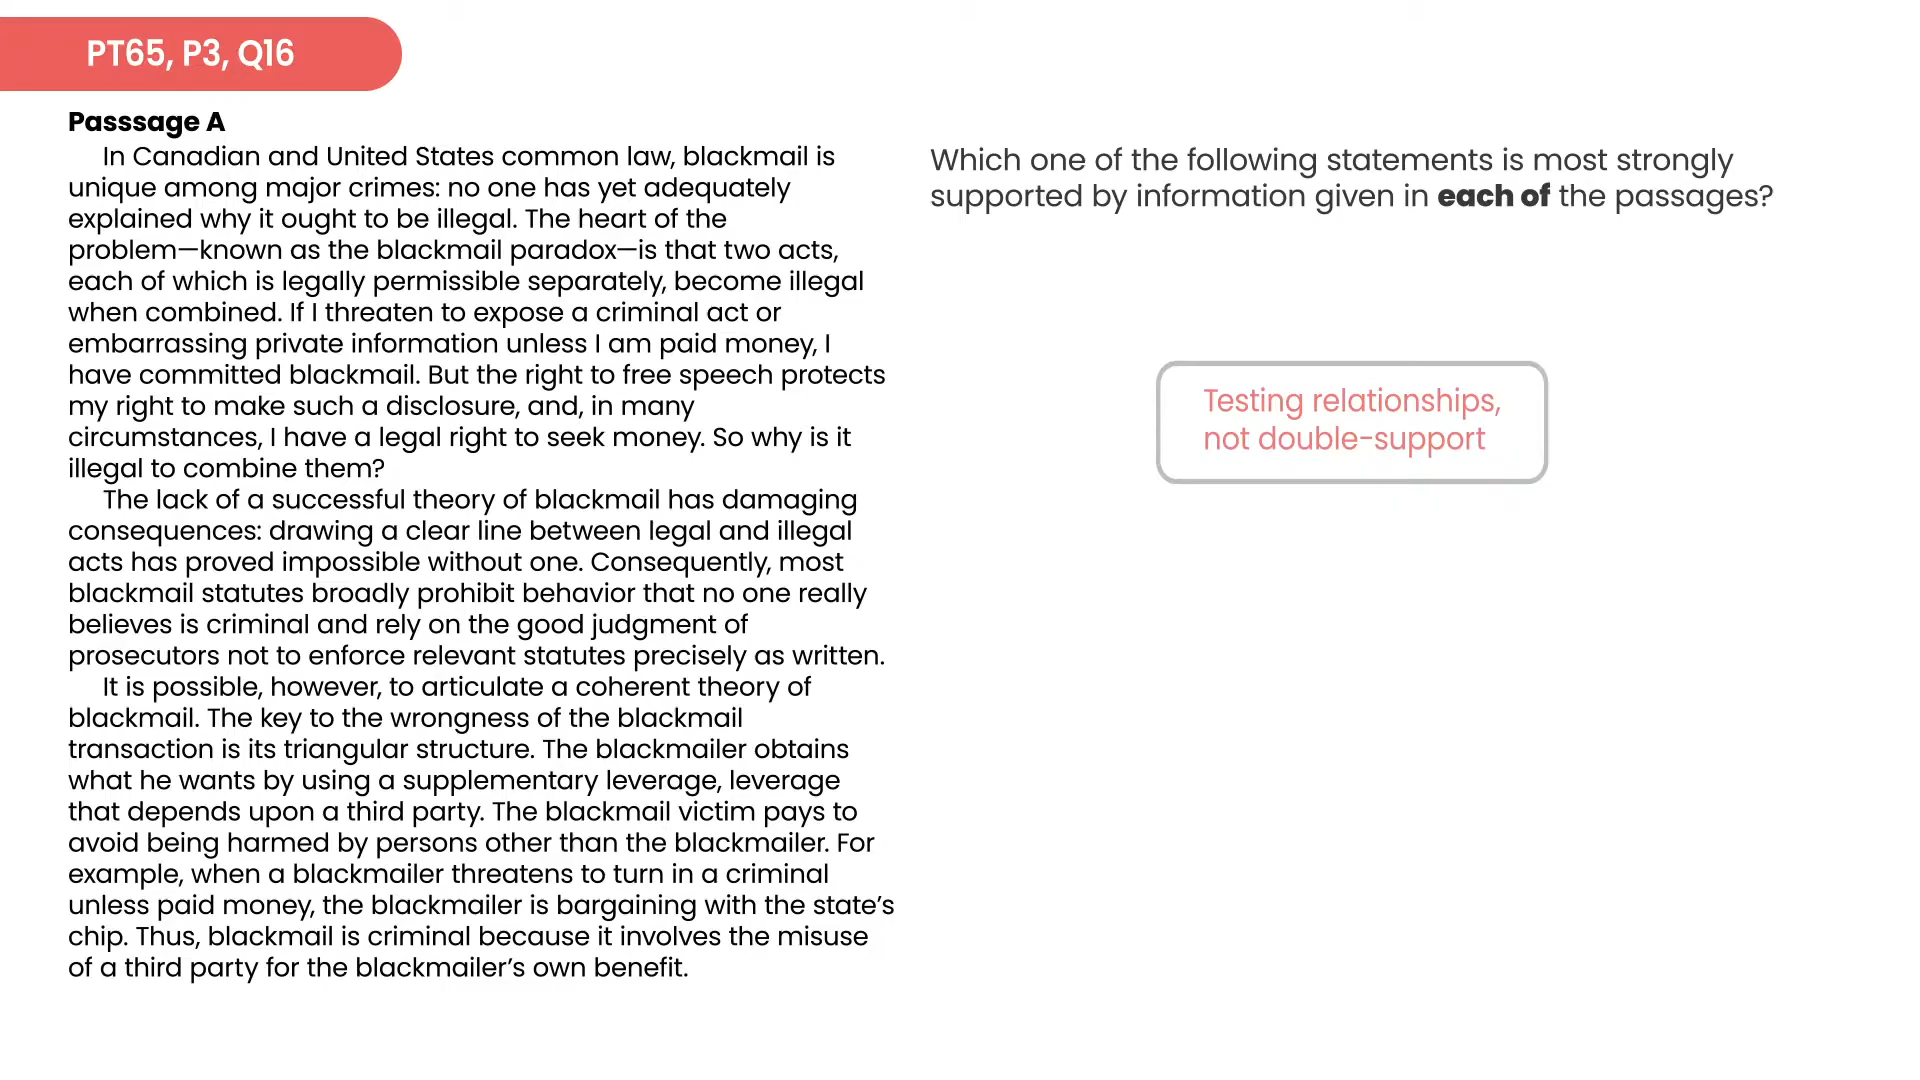 PT65, P3, Q16
Passsage A
In Canadian and United States common law, blackmail is
unique among major crimes: no one has yet adequately
explained why it ought to be illegal. The heart of the
problem—known as the blackmail paradox—is that two acts,
each of which is legally permissible separately, become illegal
when combined. If I threaten to expose a criminal act or
embarrassing private information unless I am paid money, I
have committed blackmail. But the right to free speech protects
my right to make such a disclosure, and, in many
circumstances, I have a legal right to seek money. So why is it
illegal to combine them?
The lack of a successful theory of blackmail has damaging
consequences: drawing a clear line between legal and illegal
acts has proved impossible without one. Consequently, most
blackmail statutes broadly prohibit behavior that no one really
believes is criminal and rely on the good judgment of
prosecutors not to enforce relevant statutes precisely as written.
It is possible, however, to articulate a coherent theory of
blackmail. The key to the wrongness of the blackmail
transaction is its triangular structure. The blackmailer obtains
what he wants by using a supplementary leverage, leverage
that depends upon a third party. The blackmail victim pays to
avoid being harmed by persons other than the blackmailer. For
example, when a blackmailer threatens to turn in a criminal
unless paid money, the blackmailer is bargaining with the state's
chip. Thus, blackmail is criminal because it involves the misuse
of a third party for the blackmailer's own benefit.
Which one of the following statements is most strongly
supported by information given in each of the passages?
Testing relationships,
not double-support